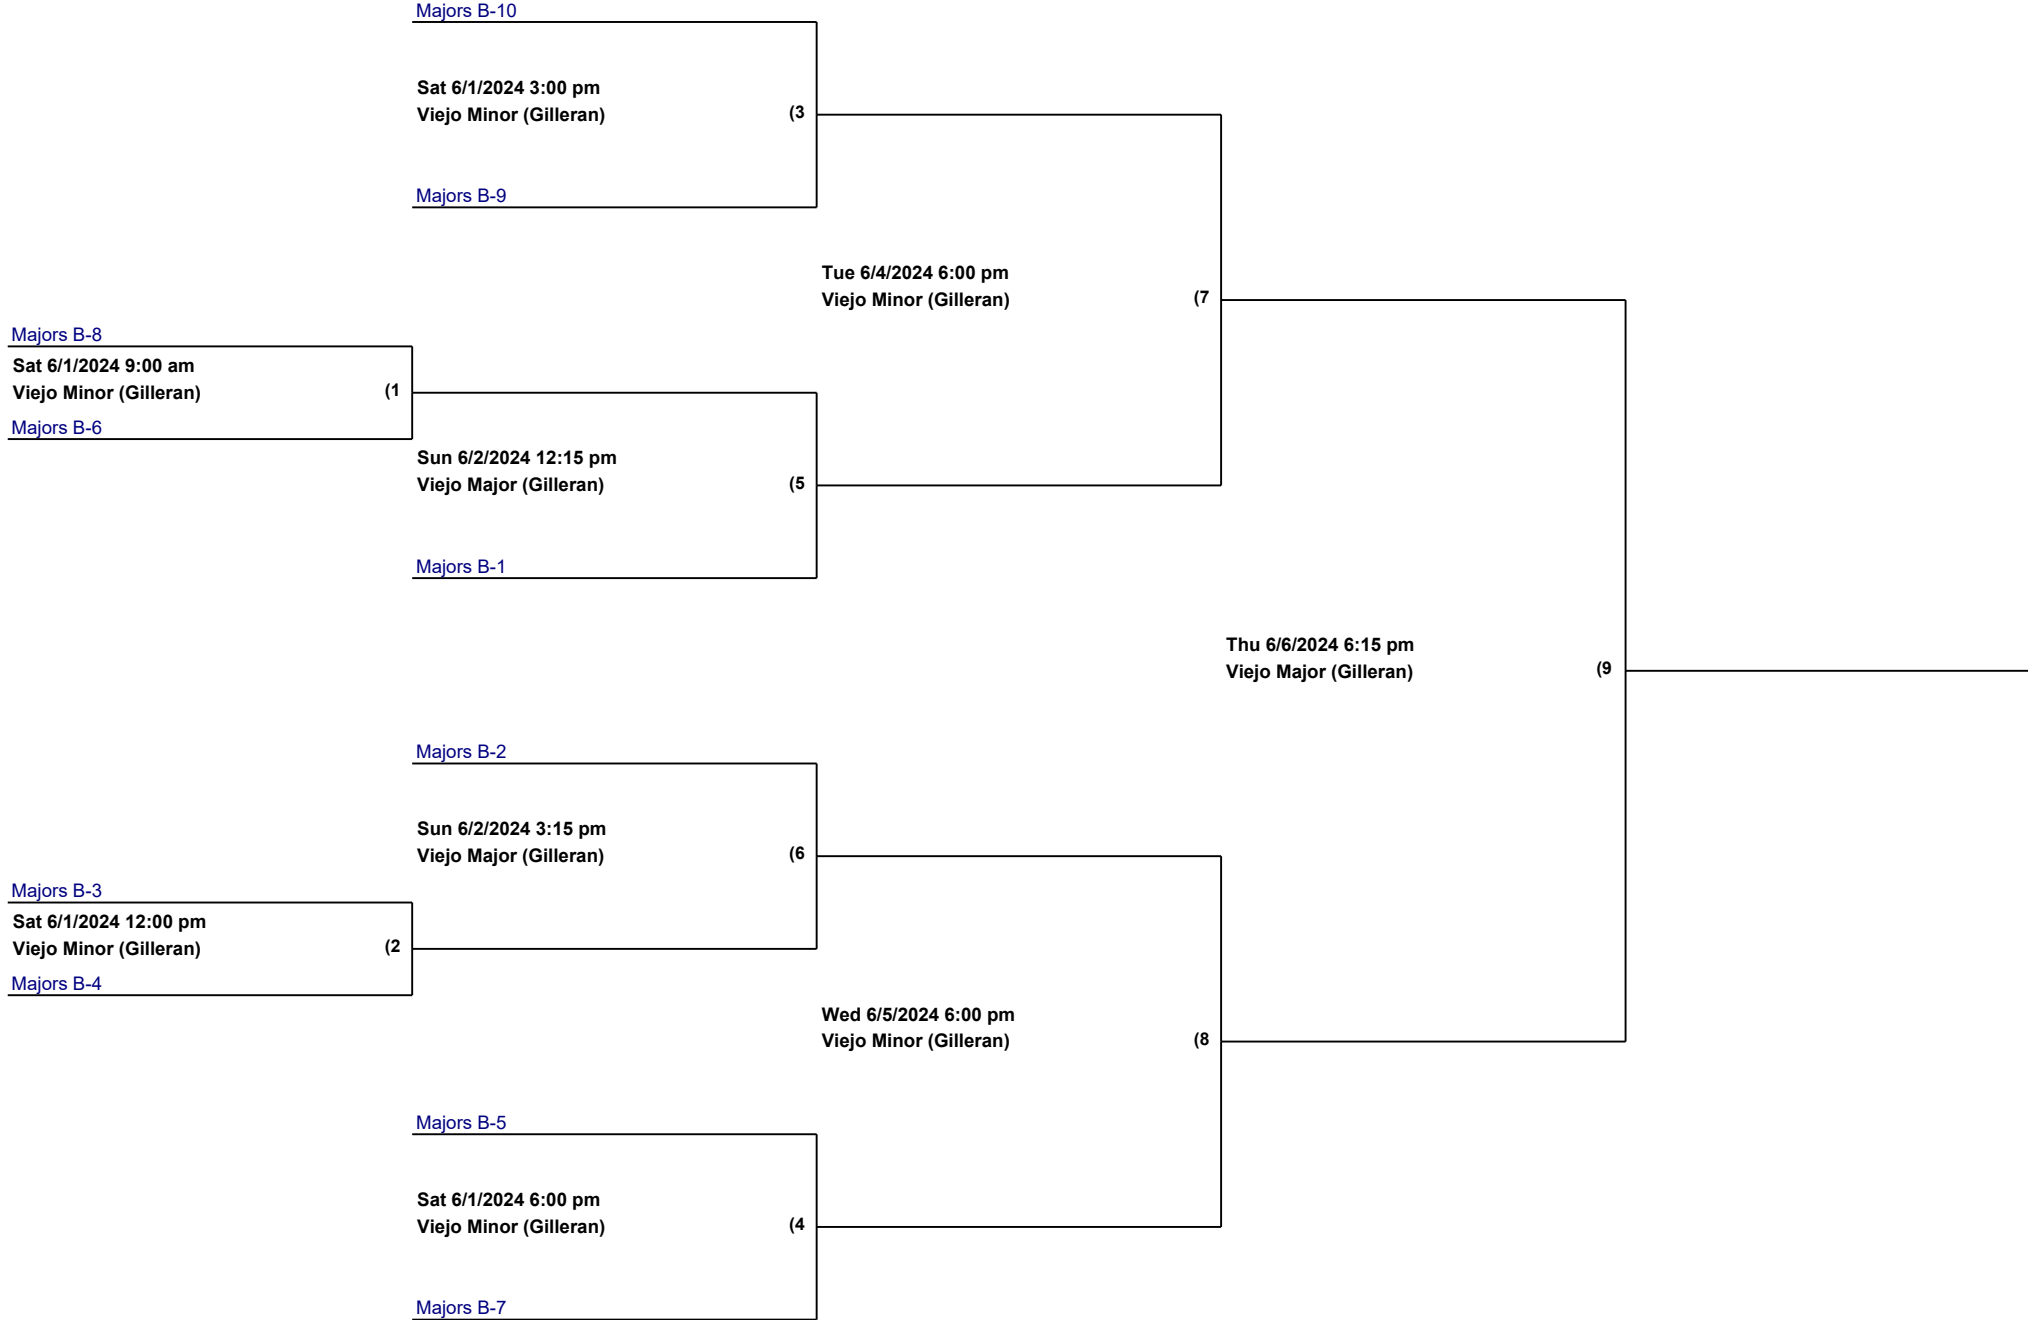 Majors B-10
Sat 6/1/2024 3:00 pm
Viejo Minor (Gilleran)
(3
Majors B-9
Tue 6/4/2024 6:00 pm
Viejo Minor (Gilleran)
(7
Majors B-8
Sat 6/1/2024 9:00 am
Viejo Minor (Gilleran)
(1
Majors B-6
Sun 6/2/2024 12:15 pm
Viejo Major (Gilleran)
(5
Majors B-1
Thu 6/6/2024 6:15 pm
Viejo Major (Gilleran)
(9
Majors B-2
Sun 6/2/2024 3:15 pm
Viejo Major (Gilleran)
(6
Majors B-3
Sat 6/1/2024 12:00 pm
Viejo Minor (Gilleran)
(2
Majors B-4
Wed 6/5/2024 6:00 pm
Viejo Minor (Gilleran)
(8
Majors B-5
Sat 6/1/2024 6:00 pm
Viejo Minor (Gilleran)
(4
Majors B-7